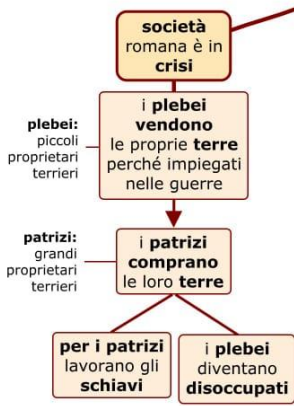 società
romana è in
crisi
plebei:
piccoli
proprietari
terrieri
i plebei
vendono
le proprie terre
perché impiegati
nelle guerre
patrizi:
grandi
proprietari
terrieri
i patrizi
comprano
le loro terre
per i patrizi
lavorano gli
schiavi
i plebei
diventano
disoccupati